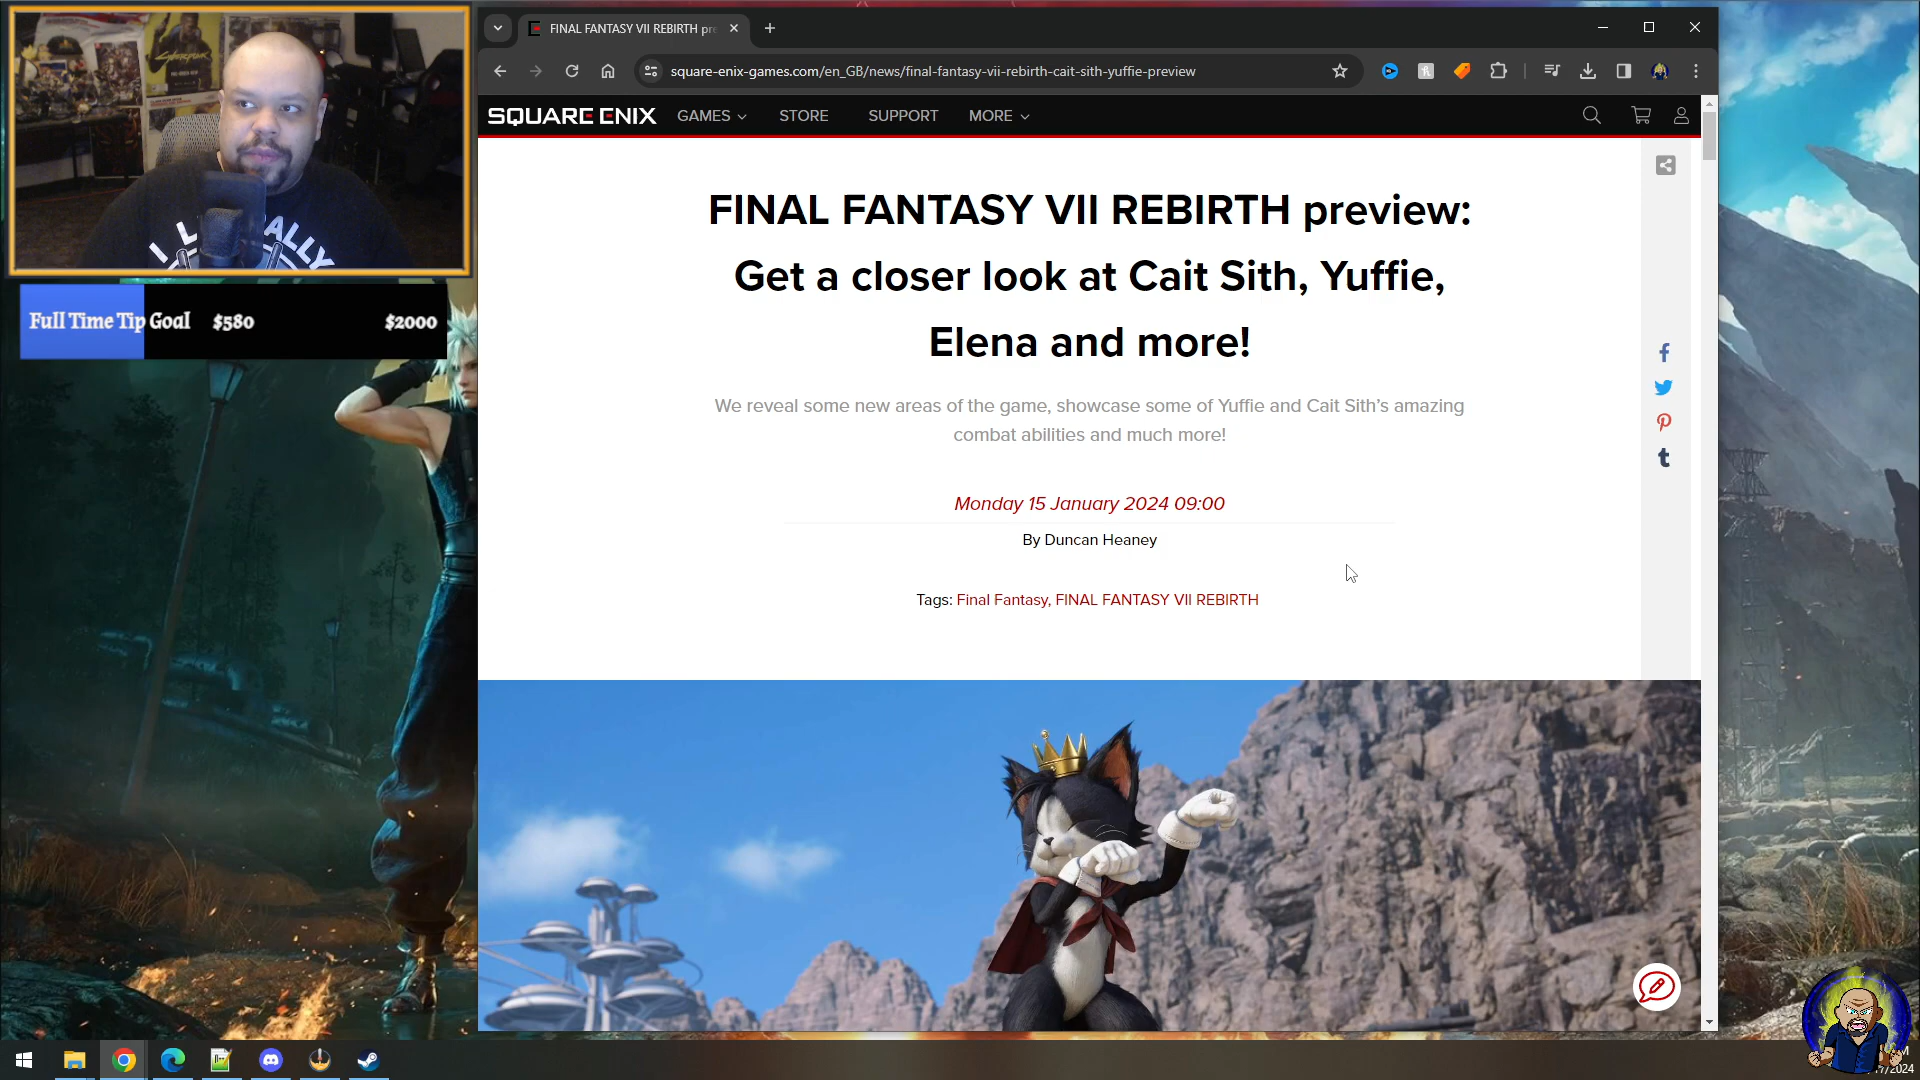 FINAL FANTASY VII REBIRTH pre
square-enix-games.com/en_GB/news/final-fantasy-vii-rebirth-cait-sith-yuffie-preview
SQUARE ENIX GAMES STORE SUPPORT MORE
FINAL FANTASY VII REBIRTH preview:
Get a closer look at Cait Sith, Yuffie,
Elena and more!
We reveal some new areas of the game, showcase some of Yuffie and Cait Sith's amazing
combat abilities and much more!
Monday 15 January 2024 09:00
By Duncan Heaney
Tags: Final Fantasy, FINAL FANTASY VII REBIRTH
Full Time Tip Goal $580 $2000